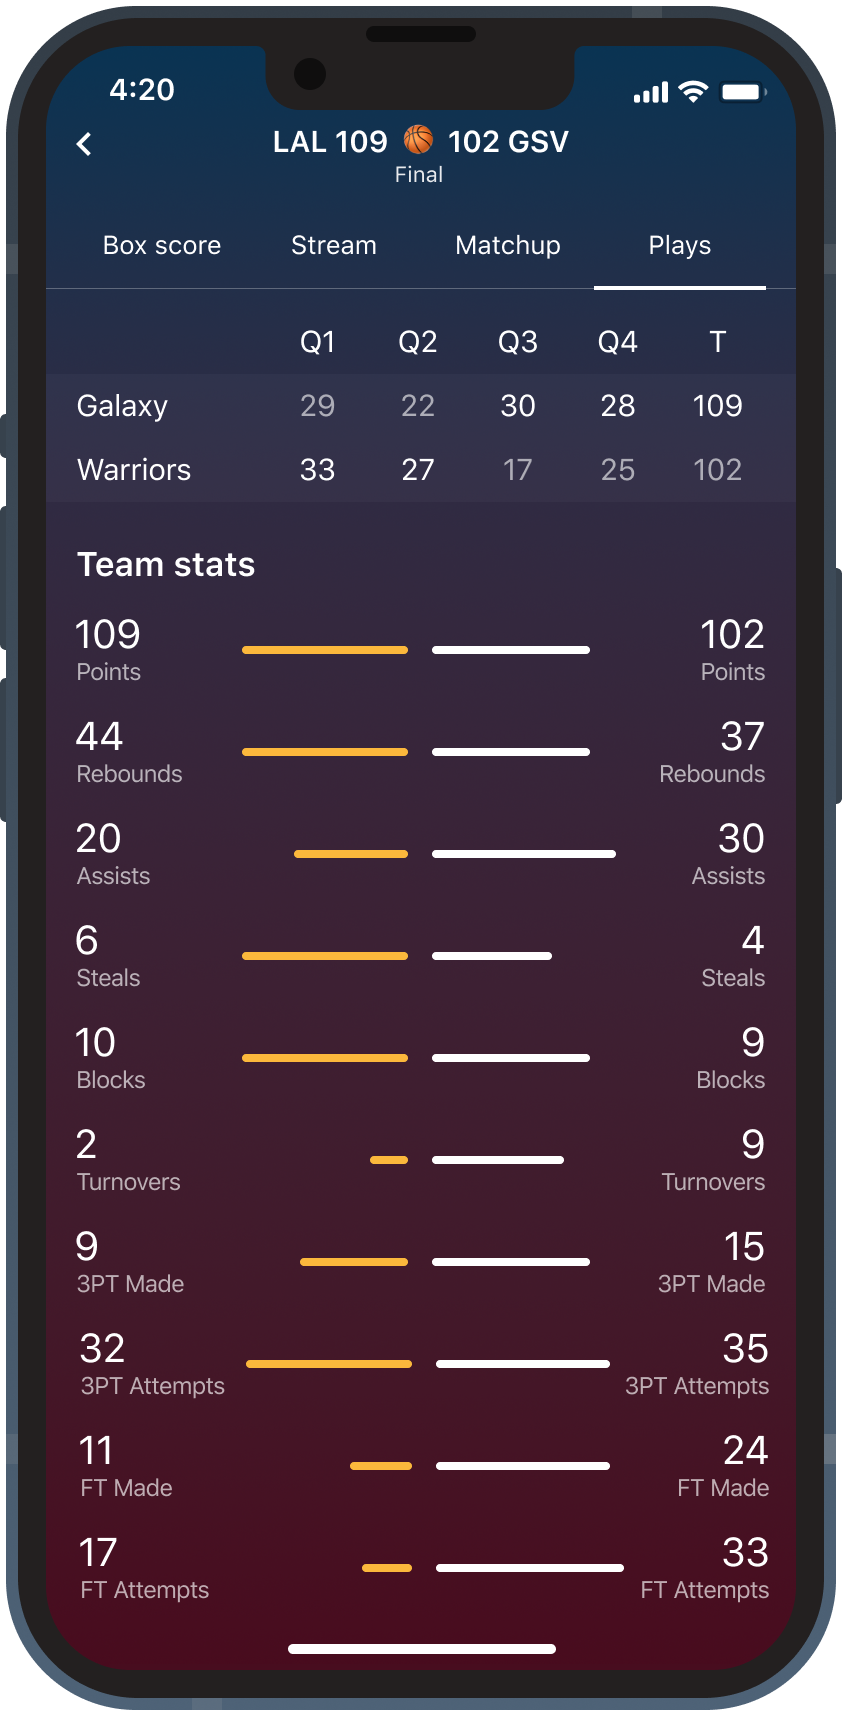 4:20
LAL 109 🏀 102 GSV
Final
Box score Stream Matchup Plays
Q1 Q2 Q3 Q4 T
Galaxy 29 22 30 28 109
Warriors 33 27 17 25 102
Team stats
109 102
Points Points
44 37
Rebounds Rebounds
20 30
Assists Assists
6 4
Steals Steals
10 9
Blocks Blocks
2 9
Turnovers Turnovers
9 15
3PT Made 3PT Made
32 35
3PT Attempts 3PT Attempts
11 24
FT Made FT Made
17 33
FT Attempts FT Attempts